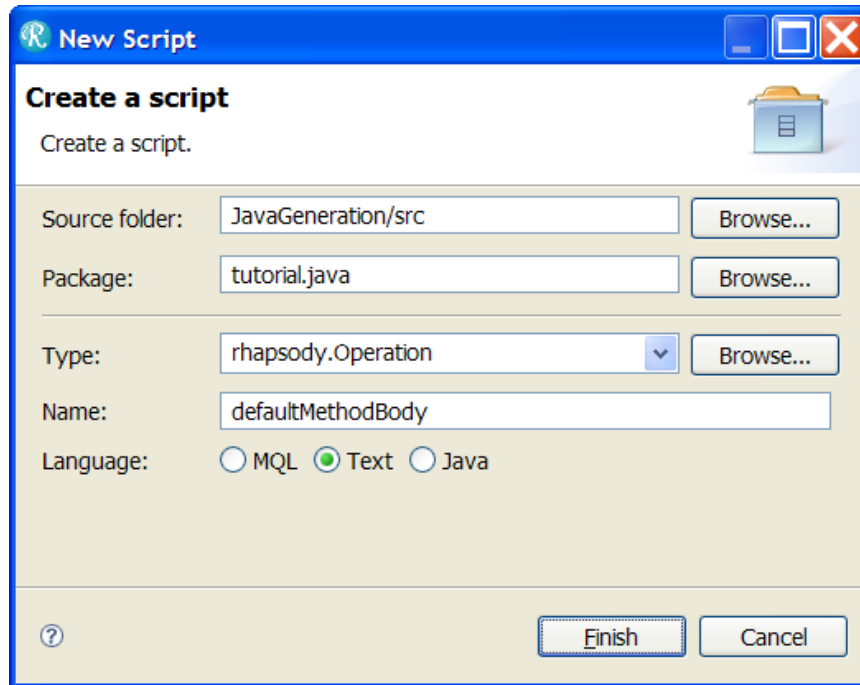 New Script
Create a script
Create a script.
Source folder: JavaGeneration/src Browse...
Package: tutorial.java Browse...
Type: rhapsody.Operation Browse...
Name: defaultMethodBody
Language: MQL Text Java
? Finish Cancel